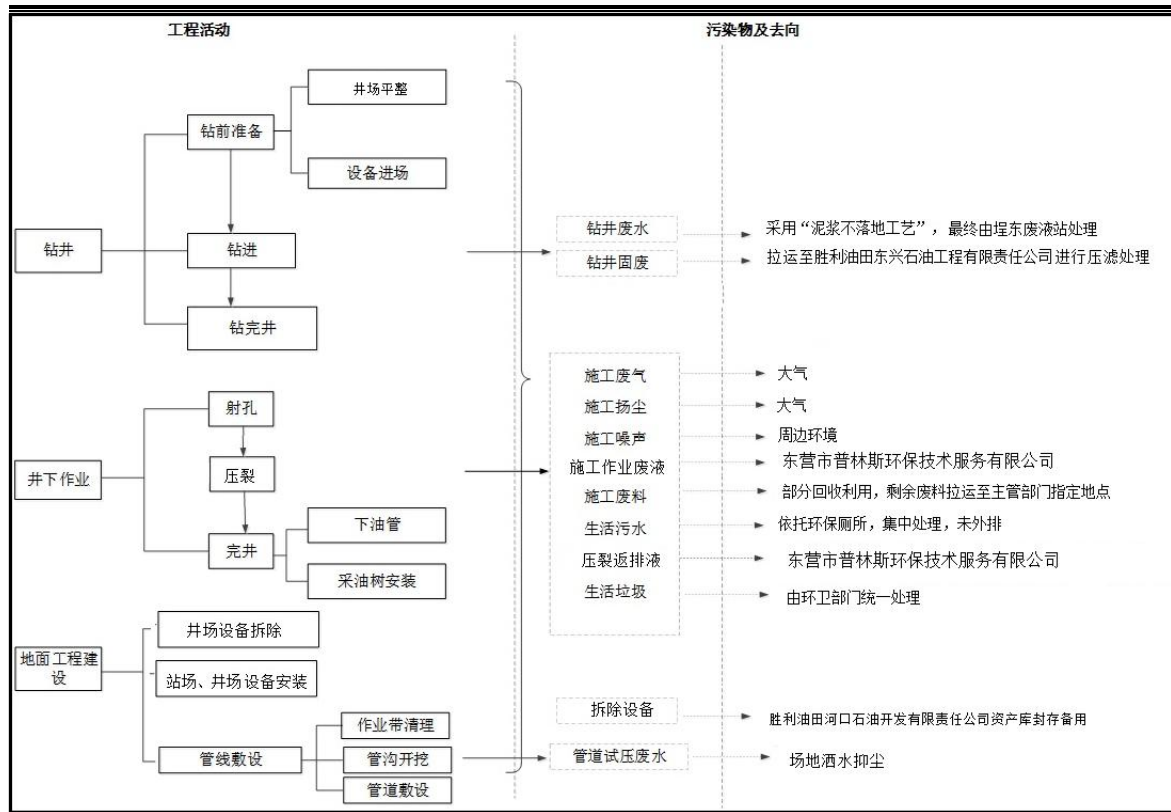 工程活动
污染物及去向
钻井
钻前准备
井场平整
设备进场
钻进
钻完井
井下作业
射孔
压裂
完井
下油管
采油树安装
地面工程建
设
井场设备拆除
站场、井场设备安装
管线敷设
作业带清理
管沟开挖
管道敷设
钻井废水
采用“泥浆不落地工艺”，最终由埕东废液站处理
钻井固废
拉运至胜利油田东兴石油工程有限责任公司进行压滤处理
施工废气
大气
施工扬尘
大气
施工噪声
周边环境
施工作业废液
东营市普林斯环保技术服务有限公司
施工废料
部分回收利用，剩余废料拉运至主管部门指定地点
生活污水
依托环保厕所，集中处理，未外排
压裂返排液
东营市普林斯环保技术服务有限公司
生活垃圾
由环卫部门统一处理
拆除设备
胜利油田河口石油开发有限责任公司资产库封存备用
管道试压废水
场地洒水抑尘